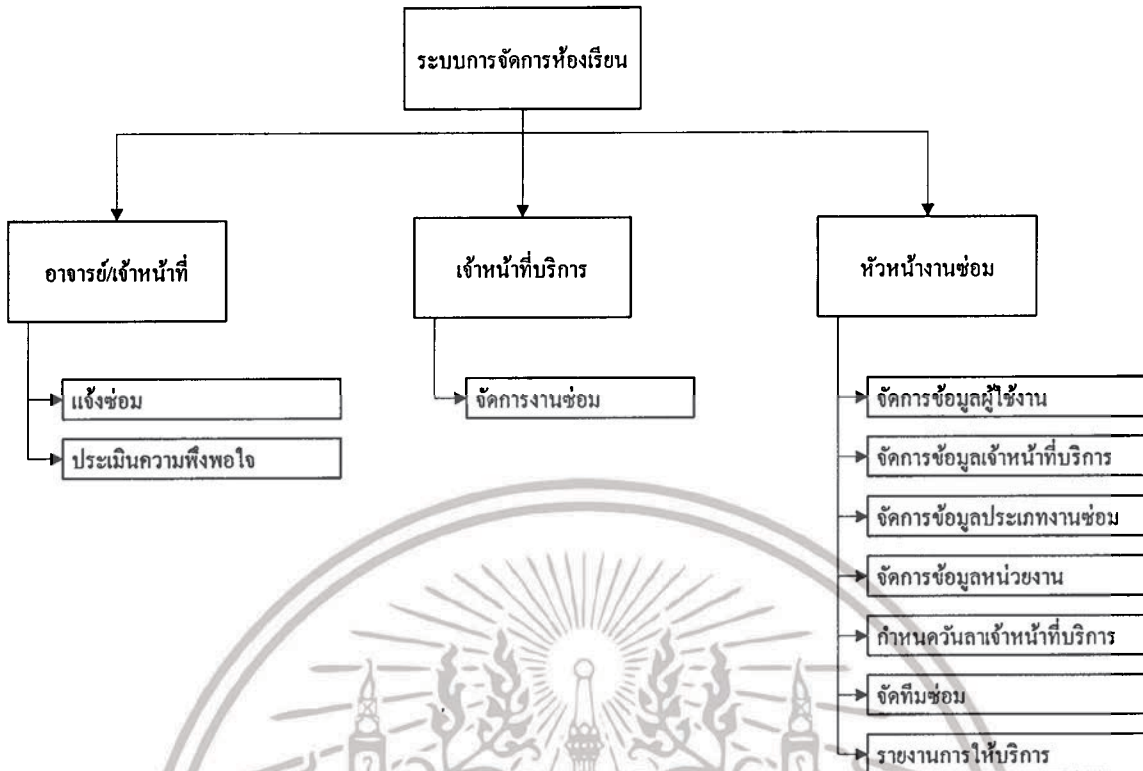 ระบบการจัดการห้องเรียน
อาจารย์/เจ้าหน้าที่
เจ้าหน้าที่บริการ
หัวหน้างานซ่อม
แจ้งซ่อม
ประเมินความพึงพอใจ
จัดการงานซ่อม
จัดการข้อมูลผู้ใช้งาน
จัดการข้อมูลเจ้าหน้าที่บริการ
จัดการข้อมูลประเภทงานซ่อม
จัดการข้อมูลหน่วยงาน
กำหนดวันลาเจ้าหน้าที่บริการ
จัดทีมซ่อม
รายงานการให้บริการ